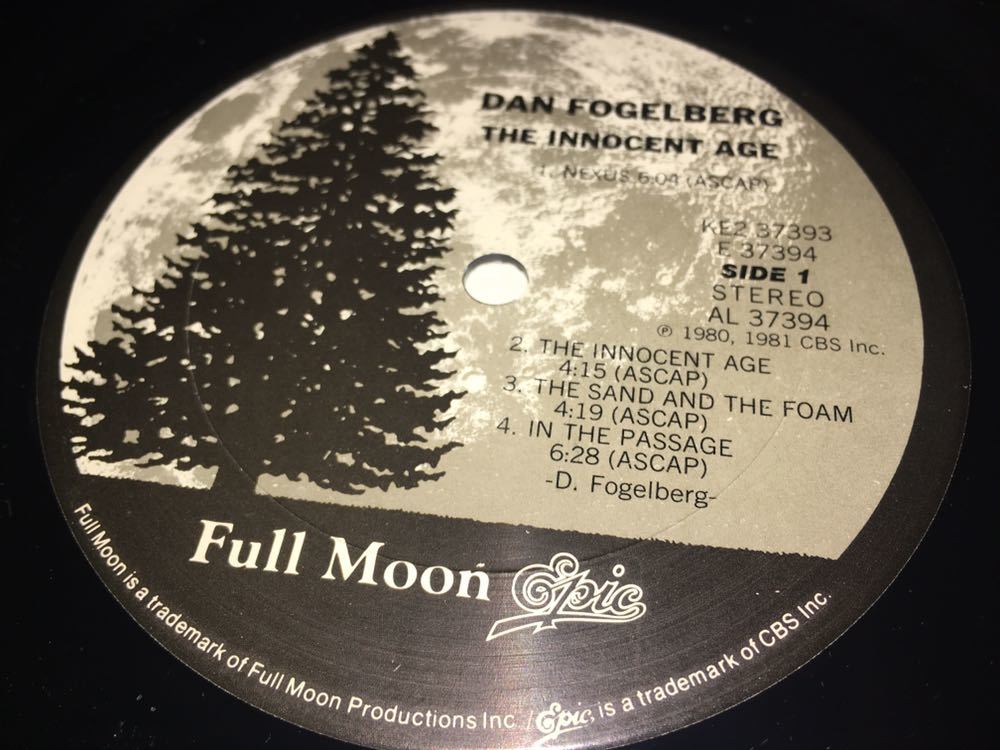 DAN FOGELBERG
THE INNOCENT AGE
1. NEXUS 6:04 (ASCAP)
KE2 37393
E 37394
SIDE 1
STEREO
AL 37394
℗ 1980, 1981 CBS Inc.
2. THE INNOCENT AGE
4:15 (ASCAP)
3. THE SAND AND THE FOAM
4:19 (ASCAP)
4. IN THE PASSAGE
6:28 (ASCAP)
-D. Fogelberg-
Full Moon Epic
Full Moon is a trademark of Full Moon Productions Inc. / Epic, is a trademark of CBS Inc.